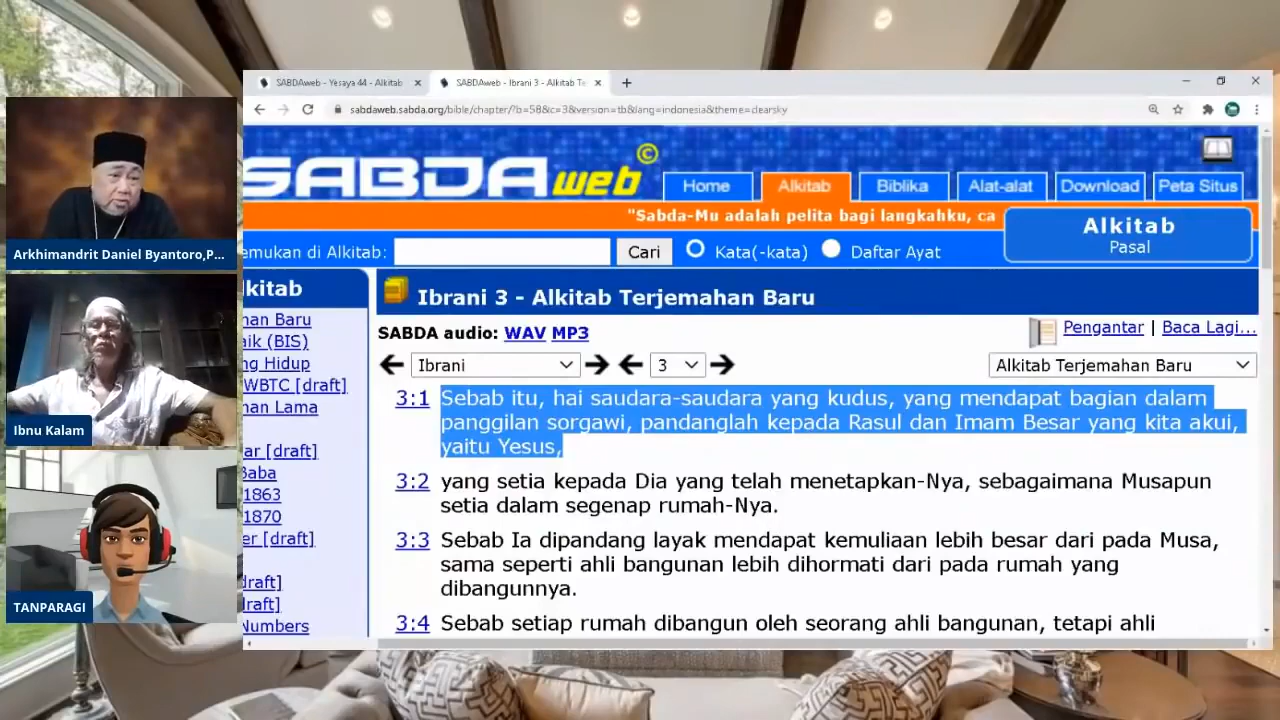 SABDAweb - Yesaya 44 - Alkitab
SABDAweb - Ibrani 3 - Alkitab Te
sabdaweb.sabda.org/bible/chapter/?b=58&c=3&version=tb&lang=indonesia&theme=clearsky
SABDAweb©
Home
Alkitab
Biblika
Alat-alat
Download
Peta Situs
"Sabda-Mu adalah pelita bagi langkahku, ca
Alkitab
Pasal
emukan di Alkitab:
Cari
Kata(-kata)
Daftar Ayat
lkitab
nan Baru
aik (BIS)
ng Hidup
WBTC [draft]
nan Lama
ar [draft]
Baba
1863
1870
er [draft]
draft]
raft]
Numbers
Ibrani 3 - Alkitab Terjemahan Baru
SABDA audio: WAV MP3
Pengantar | Baca Lagi...
Ibrani
3
Alkitab Terjemahan Baru
3:1 Sebab itu, hai saudara-saudara yang kudus, yang mendapat bagian dalam
panggilan sorgawi, pandanglah kepada Rasul dan Imam Besar yang kita akui,
yaitu Yesus,
3:2 yang setia kepada Dia yang telah menetapkan-Nya, sebagaimana Musapun
setia dalam segenap rumah-Nya.
3:3 Sebab Ia dipandang layak mendapat kemuliaan lebih besar dari pada Musa,
sama seperti ahli bangunan lebih dihormati dari pada rumah yang
dibangunnya.
3:4 Sebab setiap rumah dibangun oleh seorang ahli bangunan, tetapi ahli
Arkhimandrit Daniel Byantoro,P...
Ibnu Kalam
TANPARAGI